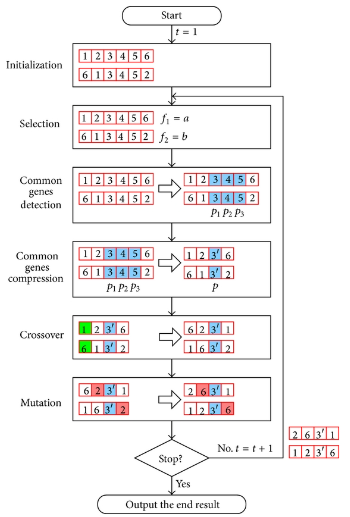 Start
t = 1
Initialization
1 2 3 4 5 6
6 1 3 4 5 2
Selection
1 2 3 4 5 6 f1 = a
6 1 3 4 5 2 f2 = b
Common genes detection
1 2 3 4 5 6 1 2 3 4 5 6
6 1 3 4 5 2 6 1 3 4 5 2
p1 p2 p3
Common genes compression
1 2 3 4 5 6 1 2 3′ 6
6 1 3 4 5 2 6 1 3′ 2
p1 p2 p3 p
Crossover
1 2 3′ 6 6 2 3′ 1
6 1 3′ 2 1 6 3′ 2
Mutation
6 2 3′ 1 2 6 3′ 1
1 6 3′ 2 1 2 3′ 6
Stop?
No. t = t + 1
2 6 3′ 1
1 2 3′ 6
Yes
Output the end result